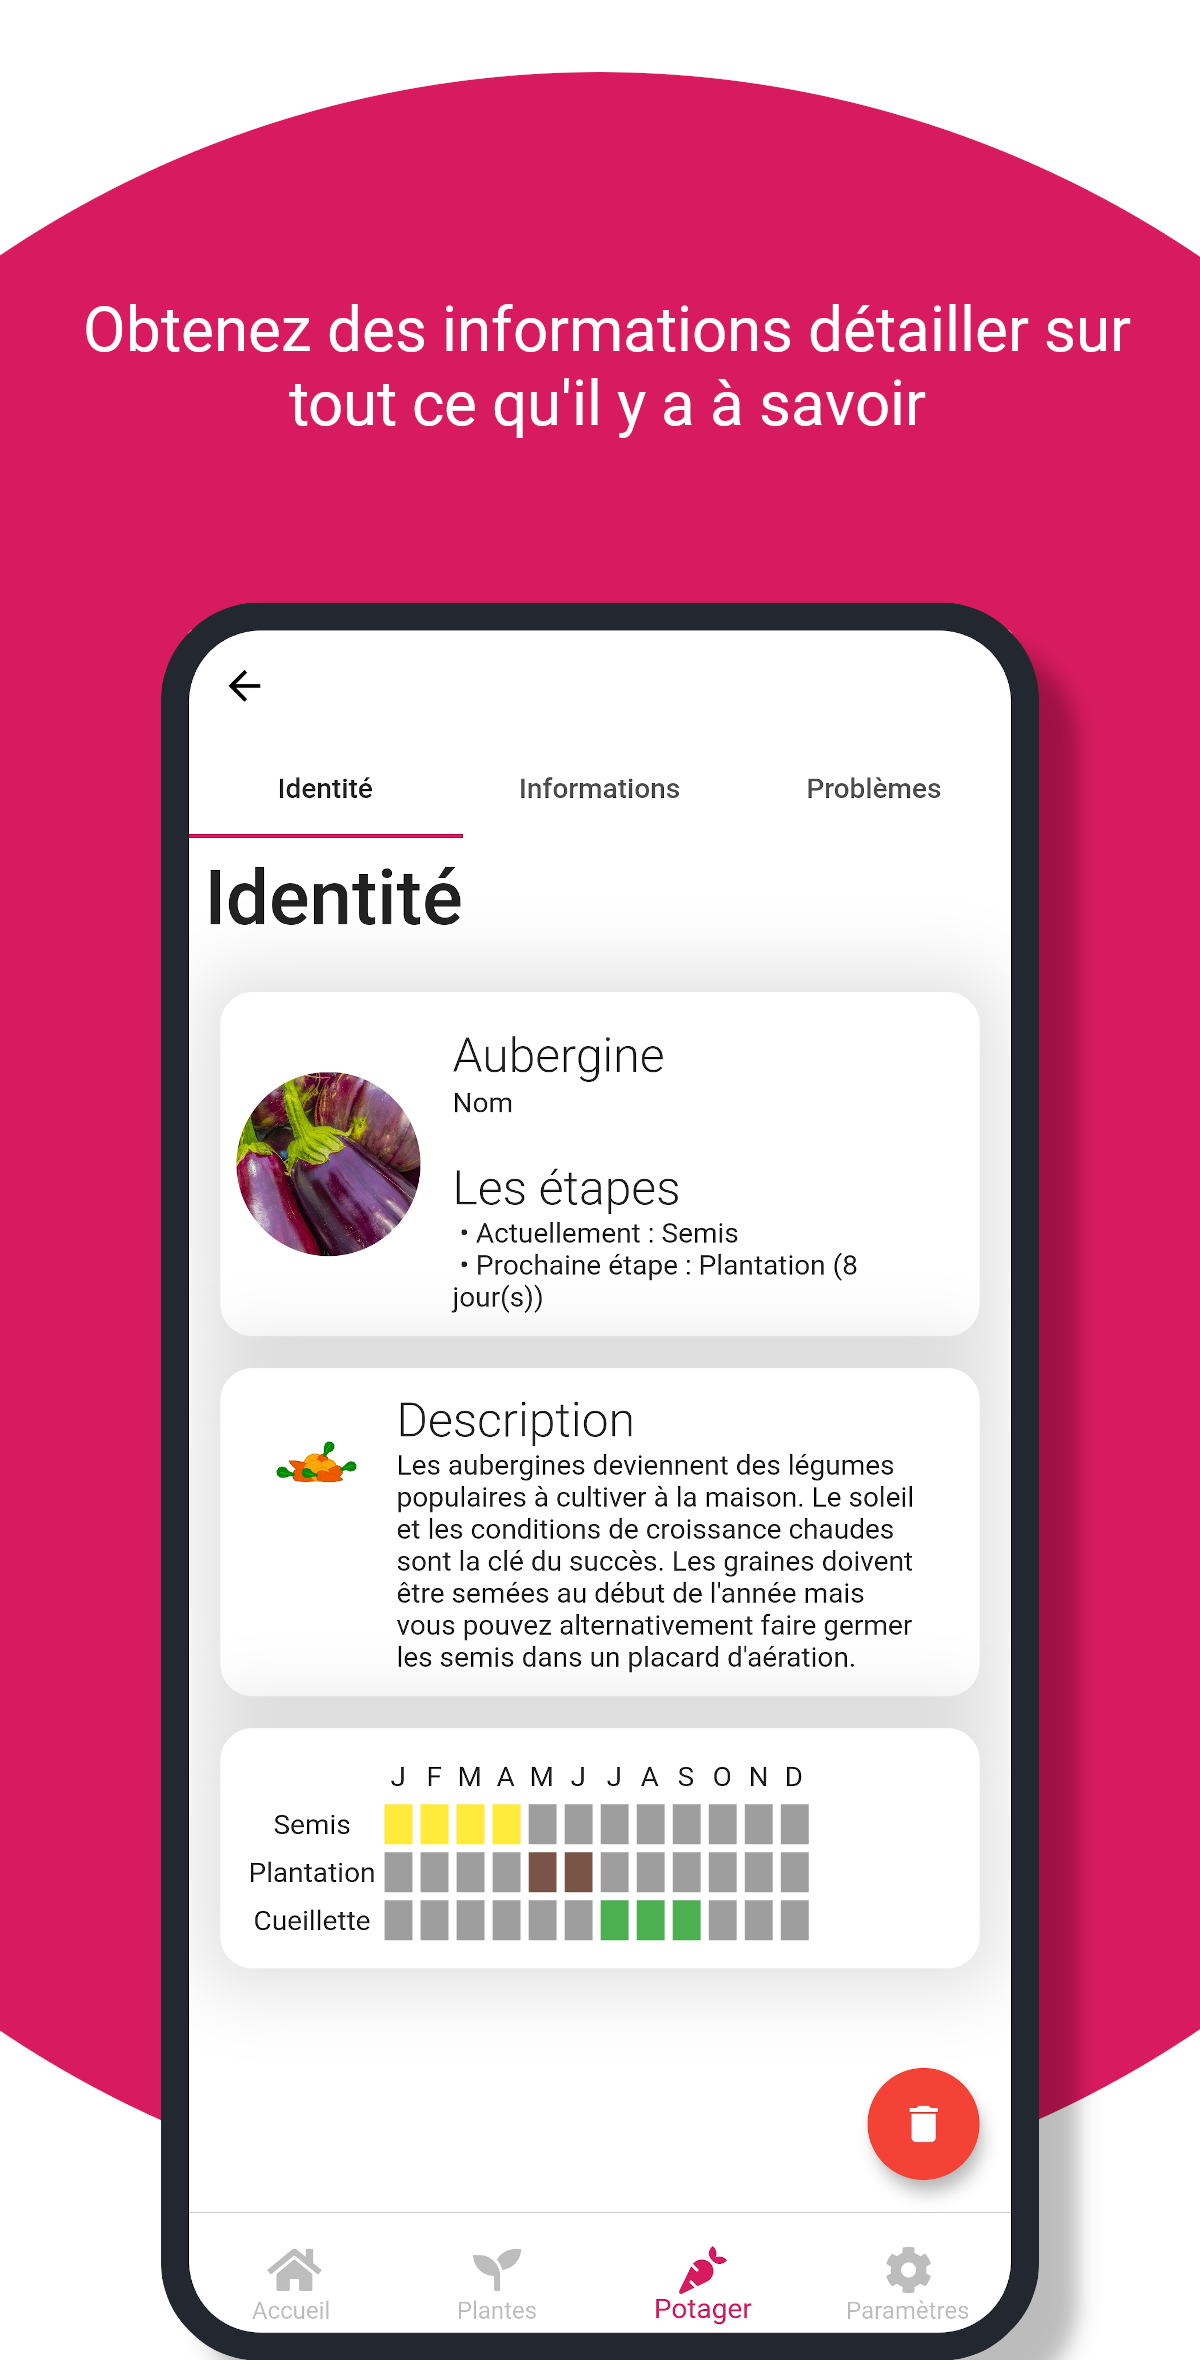 Obtenez des informations détailler sur
tout ce qu'il y a à savoir
Identité
Informations
Problèmes
Identité
Aubergine
Nom
Les étapes
• Actuellement : Semis
• Prochaine étape : Plantation (8
jour(s))
Description
Les aubergines deviennent des légumes
populaires à cultiver à la maison. Le soleil
et les conditions de croissance chaudes
sont la clé du succès. Les graines doivent
être semées au début de l'année mais
vous pouvez alternativement faire germer
les semis dans un placard d'aération.
J F M A M J J A S O N D
Semis
Plantation
Cueillette
Accueil
Plantes
Potager
Paramètres